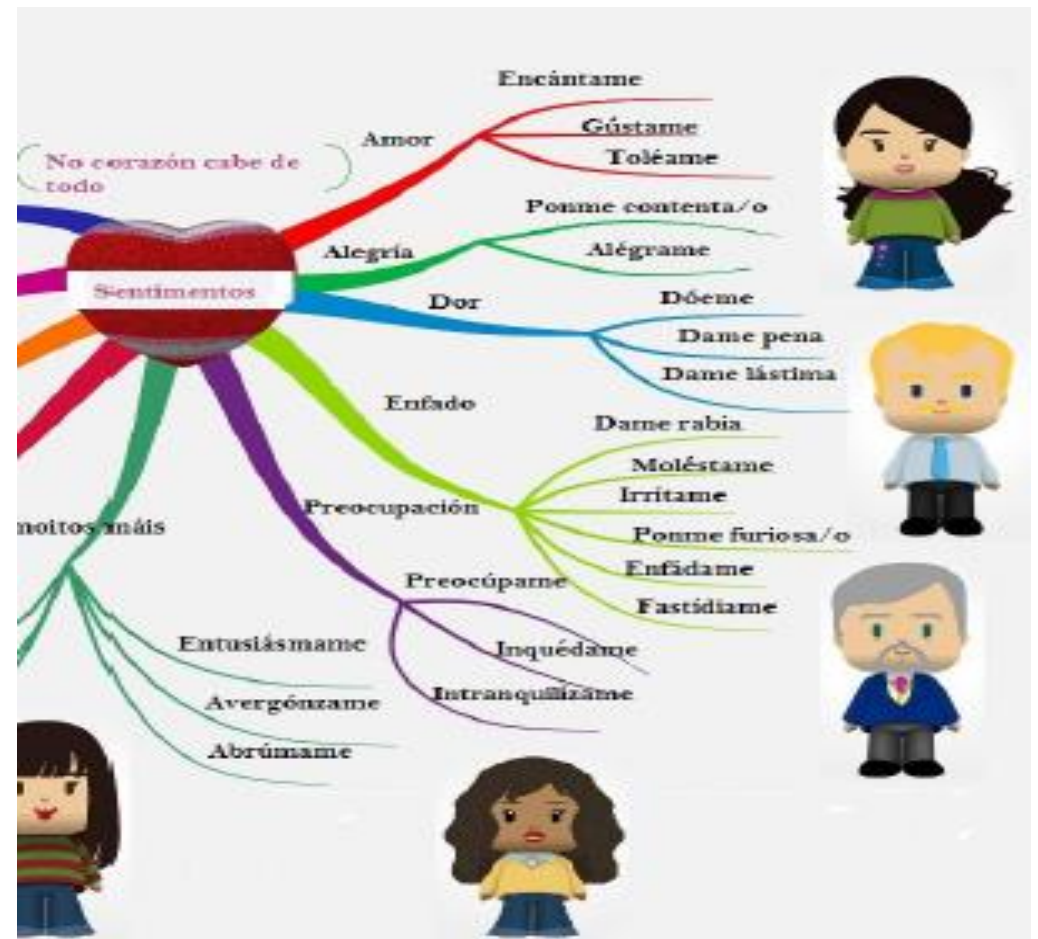 No corazón cabe de
todo
Sentimentos
Amor
Encántame
Gústame
Toléame
Alegría
Ponme contenta/o
Alégrame
Dor
Dóeme
Dame pena
Dame lástima
Enfado
Dame rabia
Moléstame
Irrítame
Ponme furiosa/o
Enfádame
Fastídiame
Preocupación
Preocúpame
Inquédame
Intranquilízame
moitos máis
Entusiásmame
Avergónzame
Abrúmame